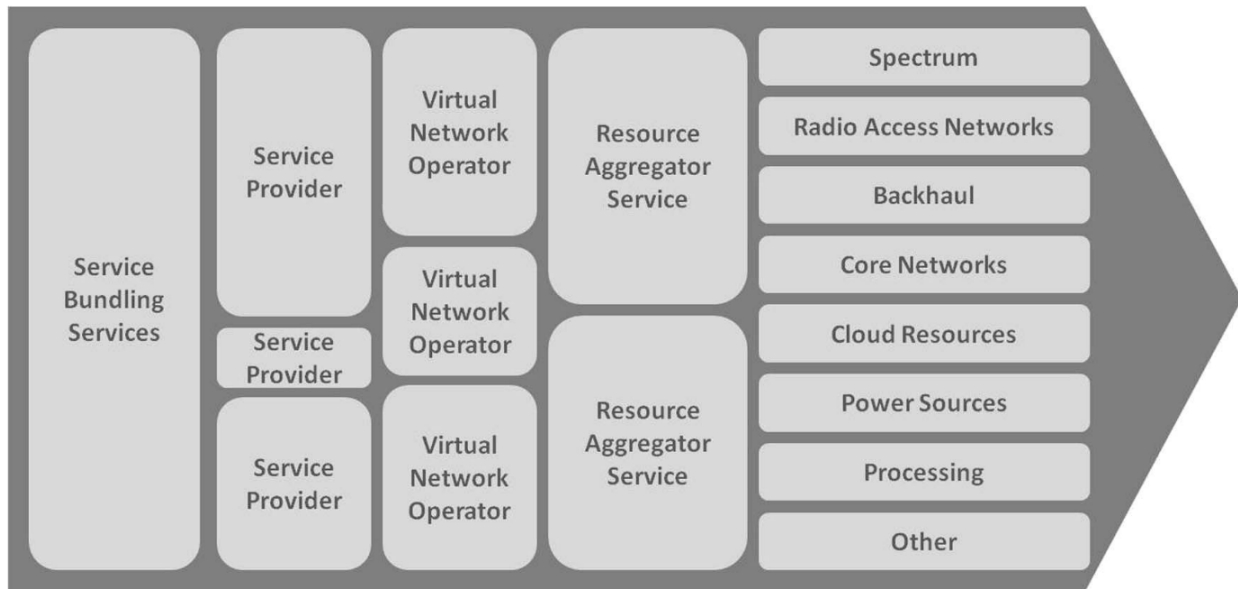 Service
Bundling
Services
Service
Provider
Service
Provider
Service
Provider
Virtual
Network
Operator
Virtual
Network
Operator
Virtual
Network
Operator
Resource
Aggregator
Service
Resource
Aggregator
Service
Spectrum
Radio Access Networks
Backhaul
Core Networks
Cloud Resources
Power Sources
Processing
Other